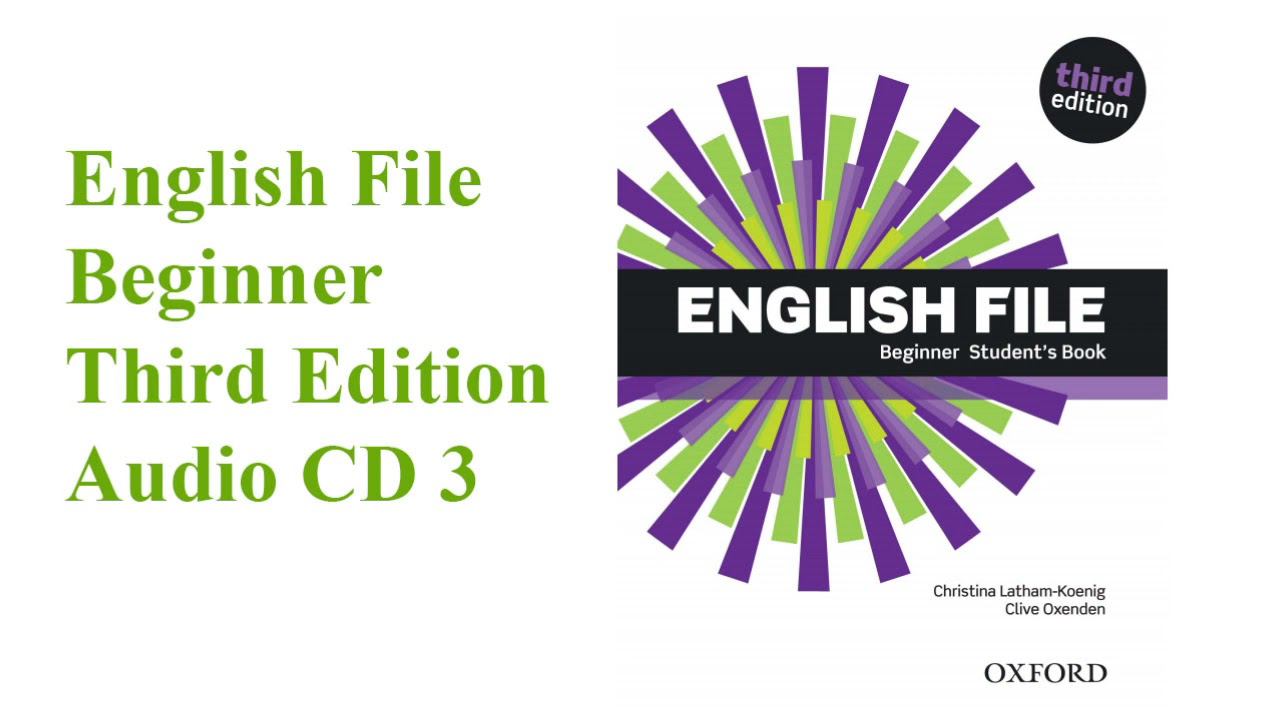 English File
Beginner
Third Edition
Audio CD 3
third
edition
ENGLISH FILE
Beginner Student's Book
Christina Latham-Koenig
Clive Oxenden
OXFORD